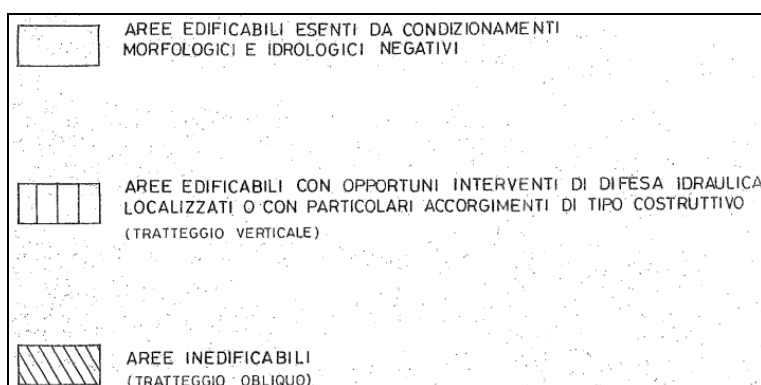 AREE EDIFICABILI ESENTI DA CONDIZIONAMENTI
MORFOLOGICI E IDROLOGICI NEGATIVI
AREE EDIFICABILI CON OPPORTUNI INTERVENTI DI DIFESA IDRAULICA
LOCALIZZATI O CON PARTICOLARI ACCORGIMENTI DI TIPO COSTRUTTIVO
(TRATTEGGIO VERTICALE)
AREE INEDIFICABILI
(TRATTEGGIO OBLIQUO)